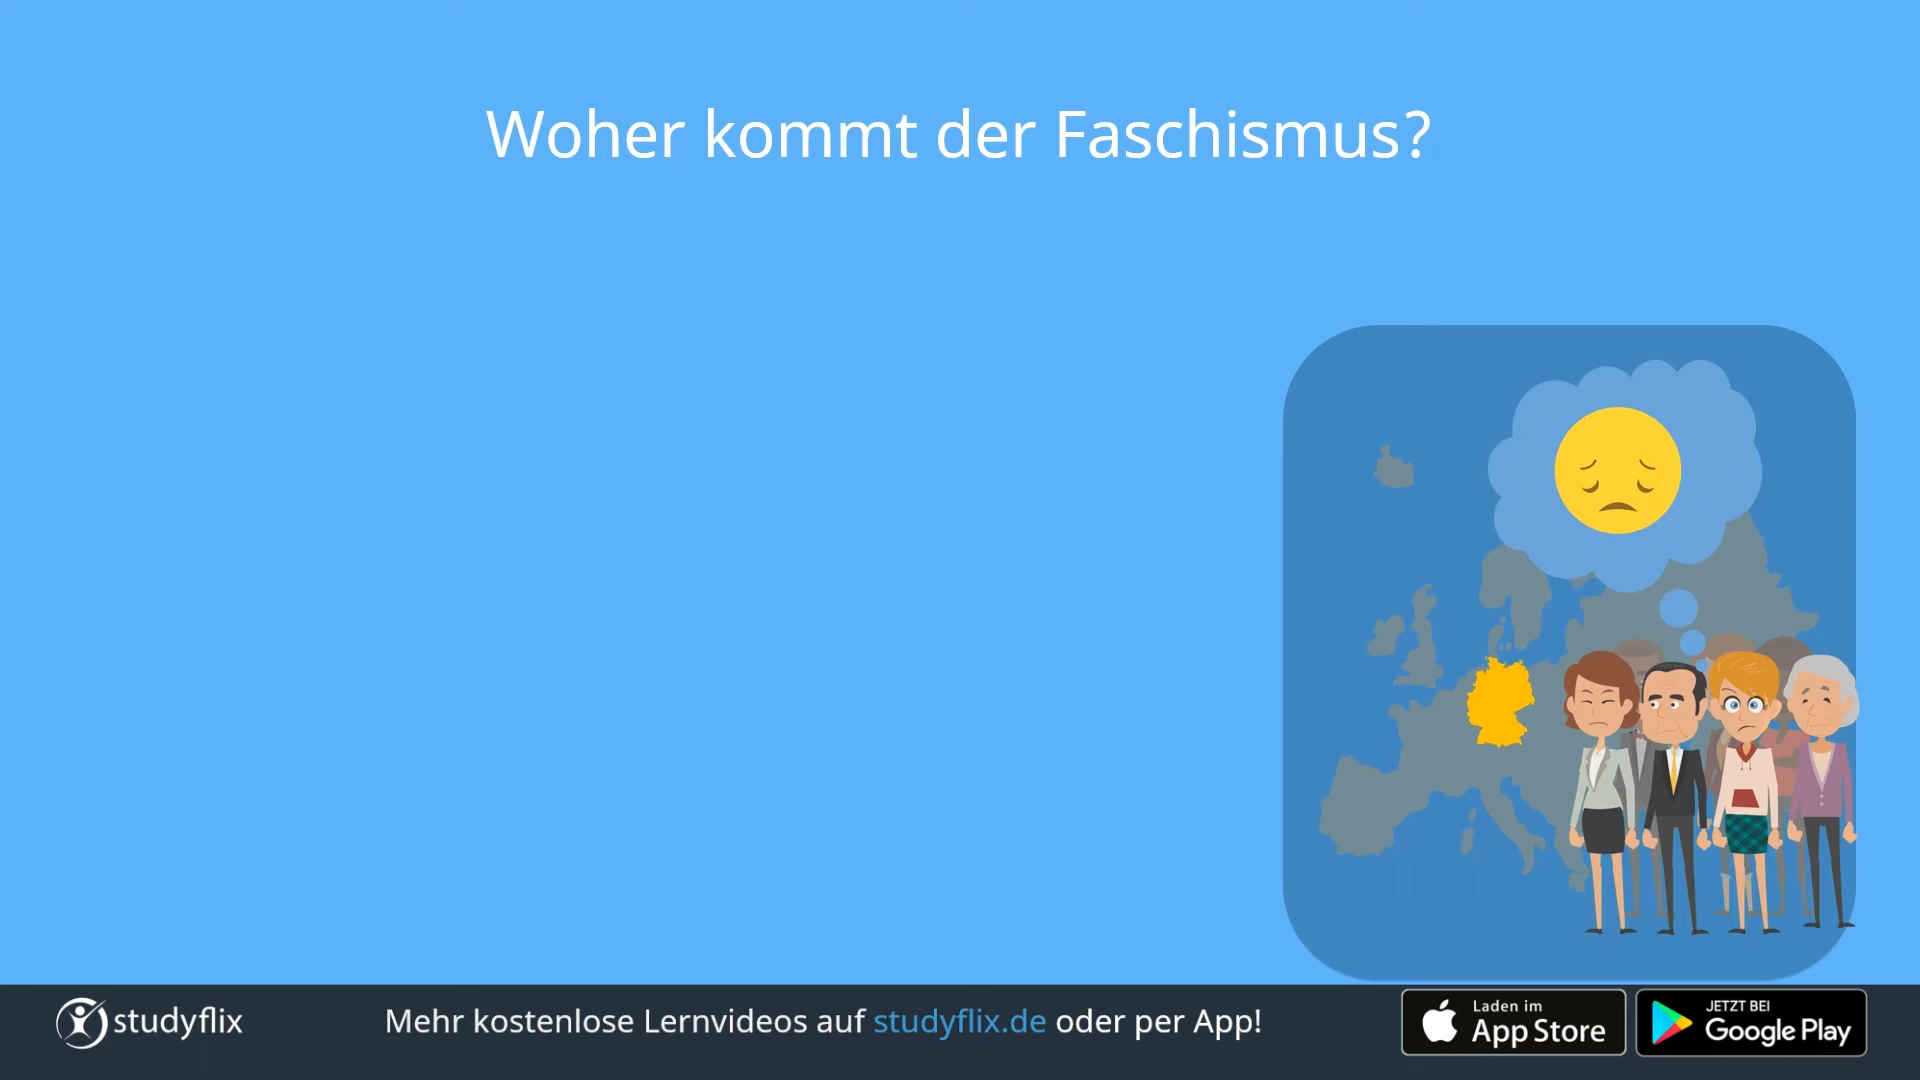 Woher kommt der Faschismus?
studyflix
Mehr kostenlose Lernvideos auf studyflix.de oder per App!
Laden im
App Store
JETZT BEI
Google Play